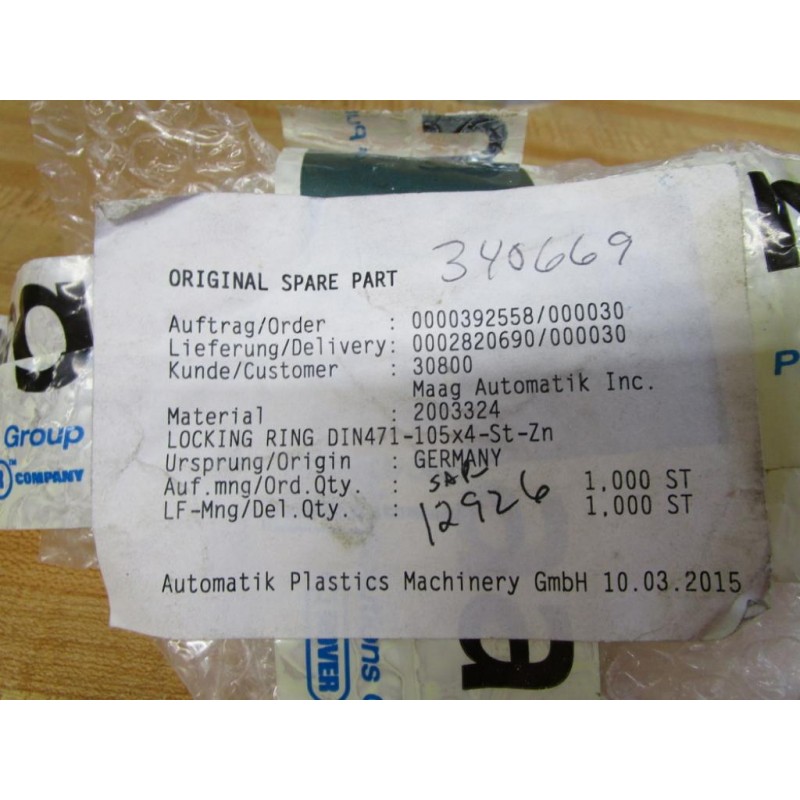 340669
ORIGINAL SPARE PART
Auftrag/Order : 0000392558/000030
Lieferung/Delivery: 0002820690/000030
Kunde/Customer : 30800
Maag Automatik Inc.
Material : 2003324
LOCKING RING DIN471-105x4-St-Zn
Ursprung/Origin : GERMANY
SAP
Auf.mng/Ord.Qty. : 1,000 ST
12926
LF-Mng/Del.Qty. : 1,000 ST
Automatik Plastics Machinery GmbH 10.03.2015
Group
COMPANY